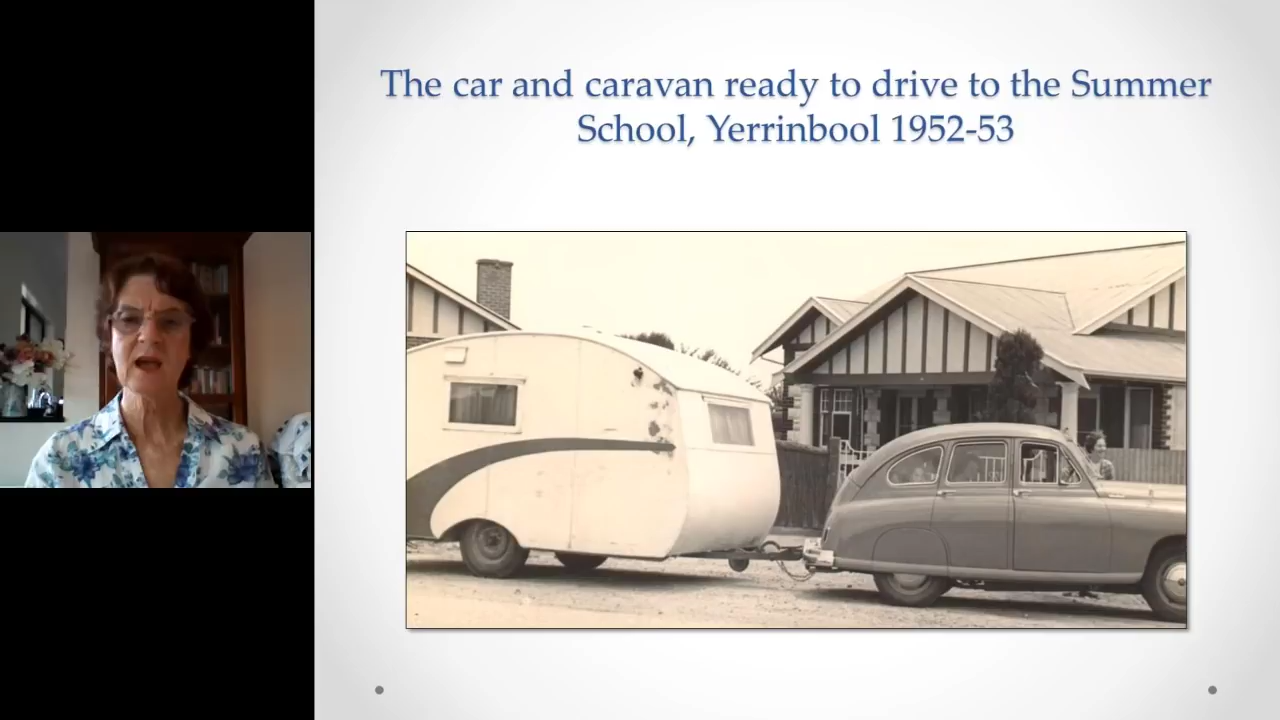 The car and caravan ready to drive to the Summer
School, Yerrinbool 1952-53